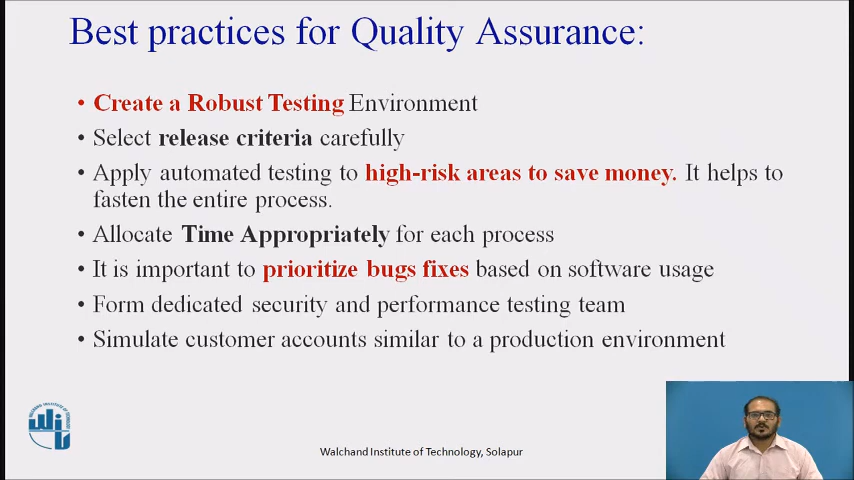 Best practices for Quality Assurance:
• Create a Robust Testing Environment
• Select release criteria carefully
• Apply automated testing to high-risk areas to save money. It helps to
fasten the entire process.
• Allocate Time Appropriately for each process
• It is important to prioritize bugs fixes based on software usage
• Form dedicated security and performance testing team
• Simulate customer accounts similar to a production environment
Walchand Institute of Technology, Solapur